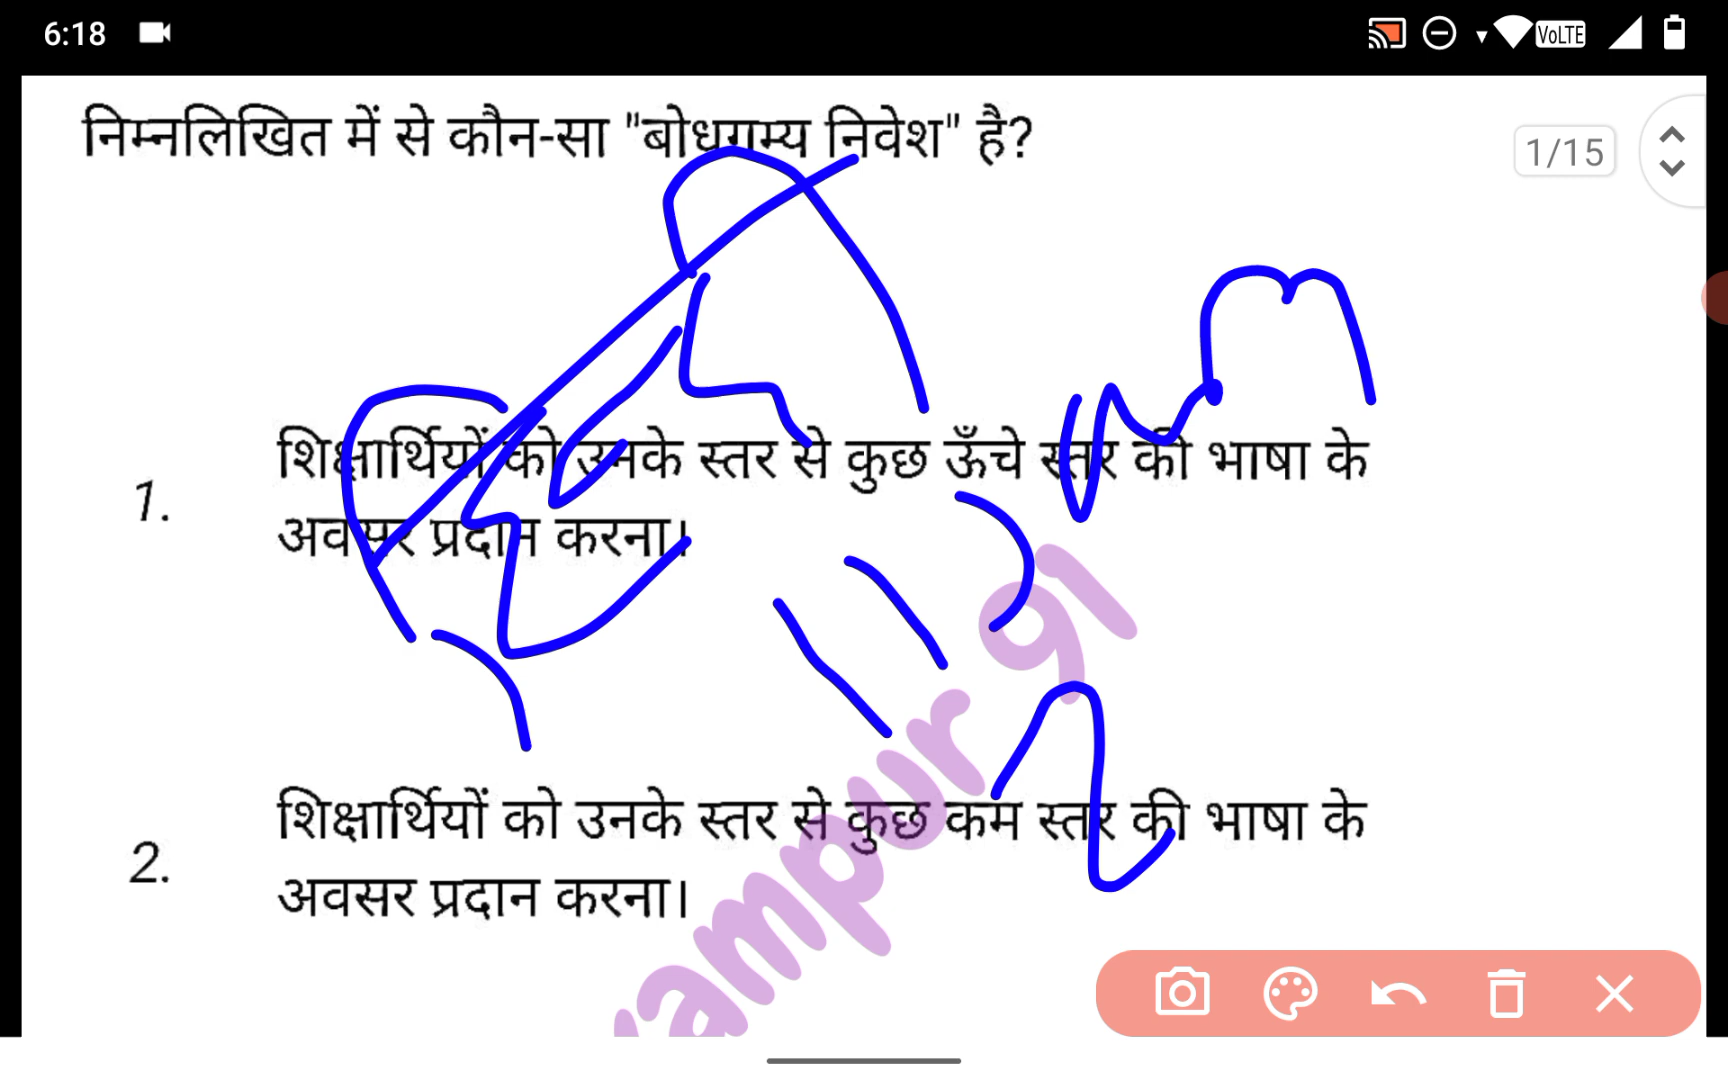 6:18
VoLTE
निम्नलिखित में से कौन-सा "बोधगम्य निवेश" है?
1/15
1.
शिक्षार्थियों को उनके स्तर से कुछ ऊँचे स्तर की भाषा के
अवसर प्रदान करना।
2.
शिक्षार्थियों को उनके स्तर से कुछ कम स्तर की भाषा के
अवसर प्रदान करना।